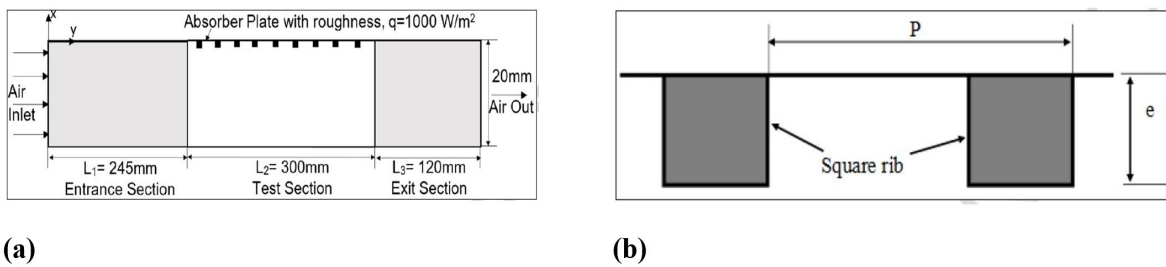 x
y
Absorber Plate with roughness, q=1000 W/m²
Air
Inlet
20mm
Air Out
L₁= 245mm
Entrance Section
L₂= 300mm
Test Section
L₃= 120mm
Exit Section
P
e
Square rib
(a)
(b)